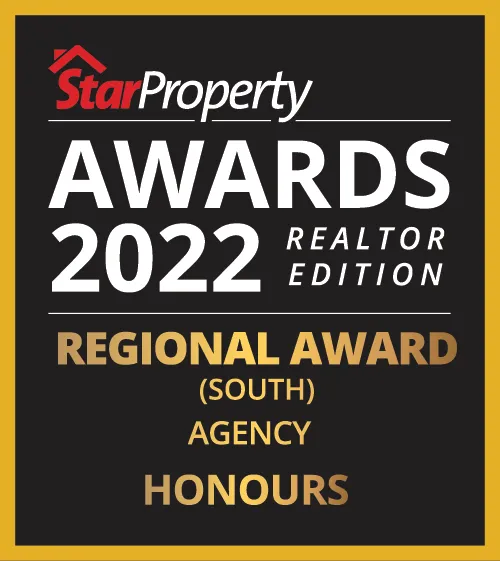 StarProperty
AWARDS
2022 REALTOR
EDITION
REGIONAL AWARD
(SOUTH)
AGENCY
HONOURS